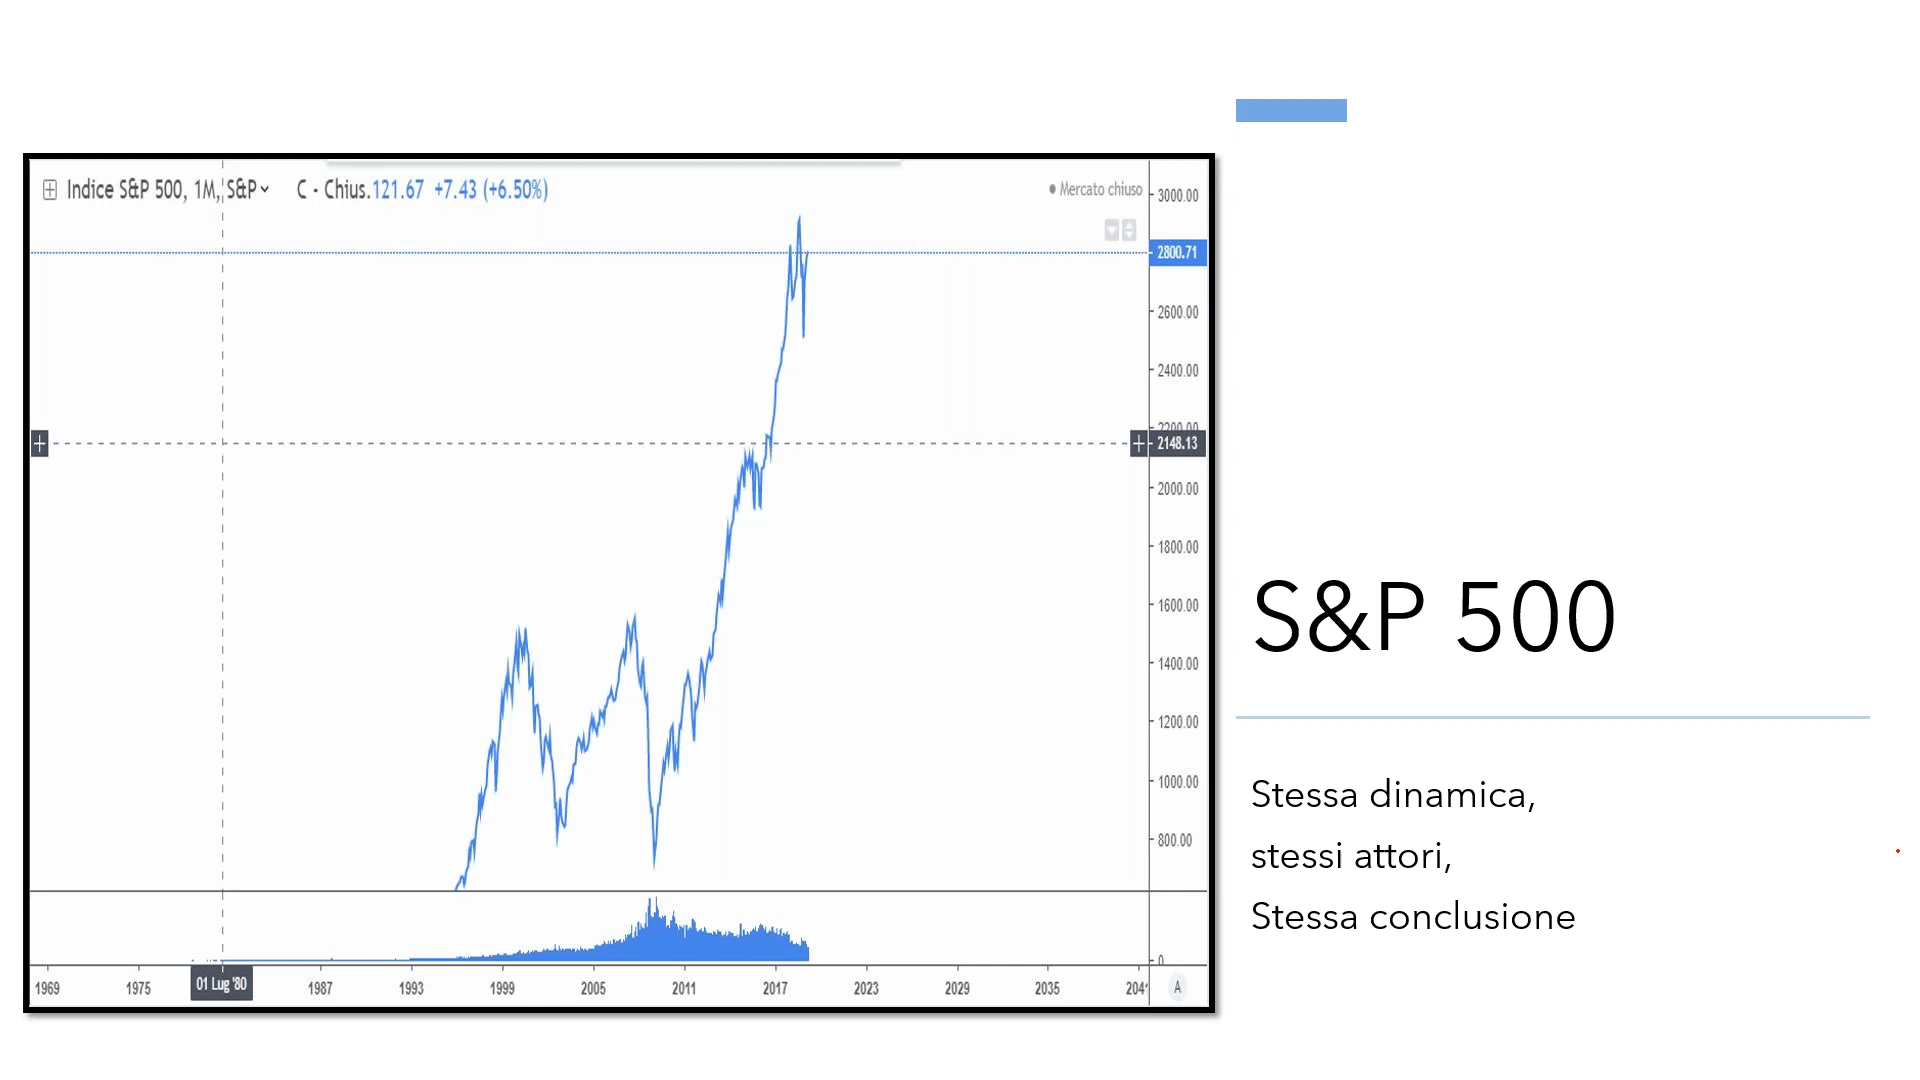 Indice S&P 500, 1M, S&P C - Chius.121.67 +7.43 (+6.50%)
Mercato chiuso
3000.00
2800.71
2600.00
2400.00
2200.00
2148.13
2000.00
1800.00
1600.00
1400.00
1200.00
1000.00
800.00
0
1969 1975 01 Lug '80 1987 1993 1999 2005 2011 2017 2023 2029 2035 A
S&P 500
Stessa dinamica,
stessi attori,
Stessa conclusione